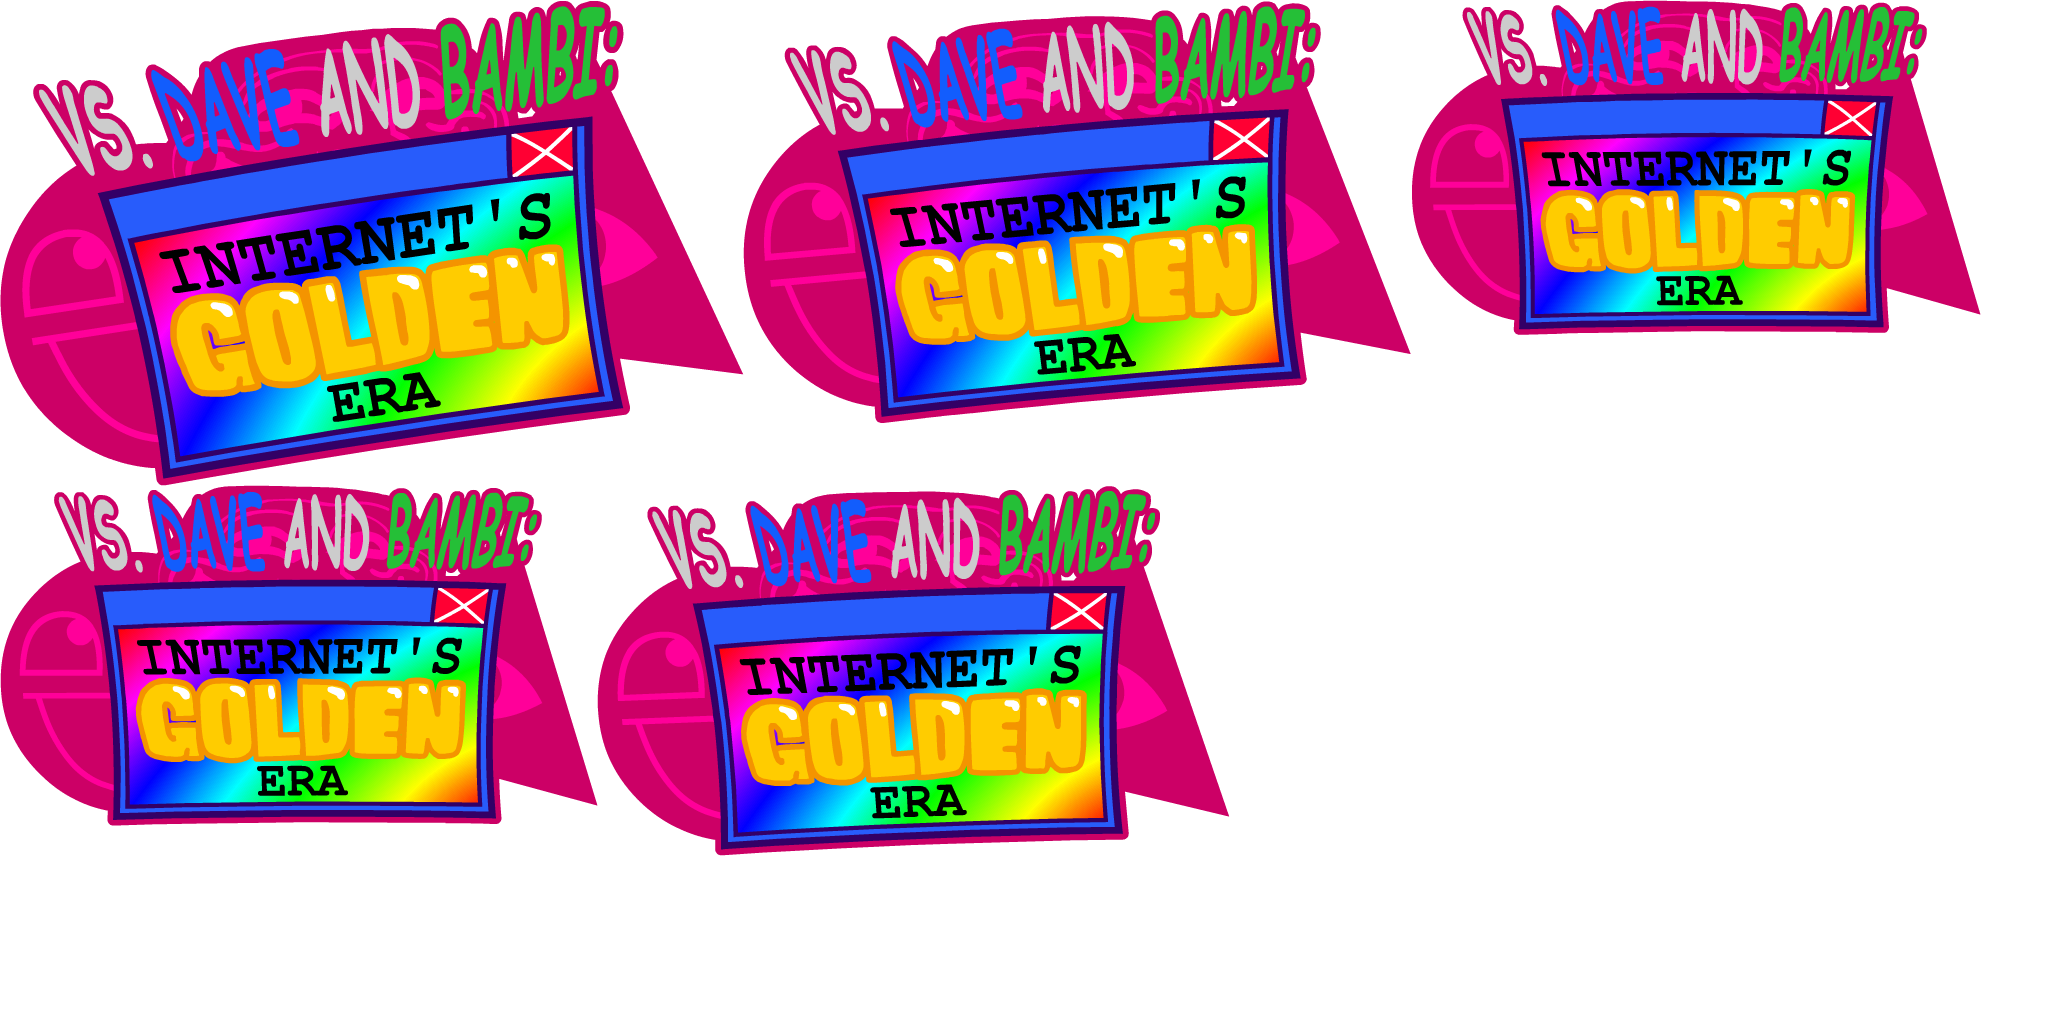 VS. DAVE AND BAMBI:
INTERNET'S
GOLDEN
ERA
VS. DAVE AND BAMBI:
INTERNET'S
GOLDEN
ERA
VS. DAVE AND BAMBI:
INTERNET'S
GOLDEN
ERA
VS. DAVE AND BAMBI:
INTERNET'S
GOLDEN
ERA
VS. DAVE AND BAMBI:
INTERNET'S
GOLDEN
ERA